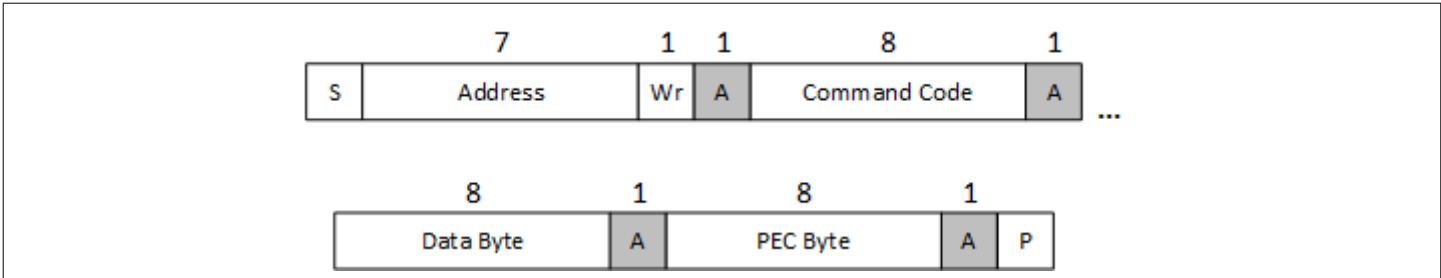 7 1 1 8 1
S Address Wr A Command Code A ...
8 1 8 1
Data Byte A PEC Byte A P